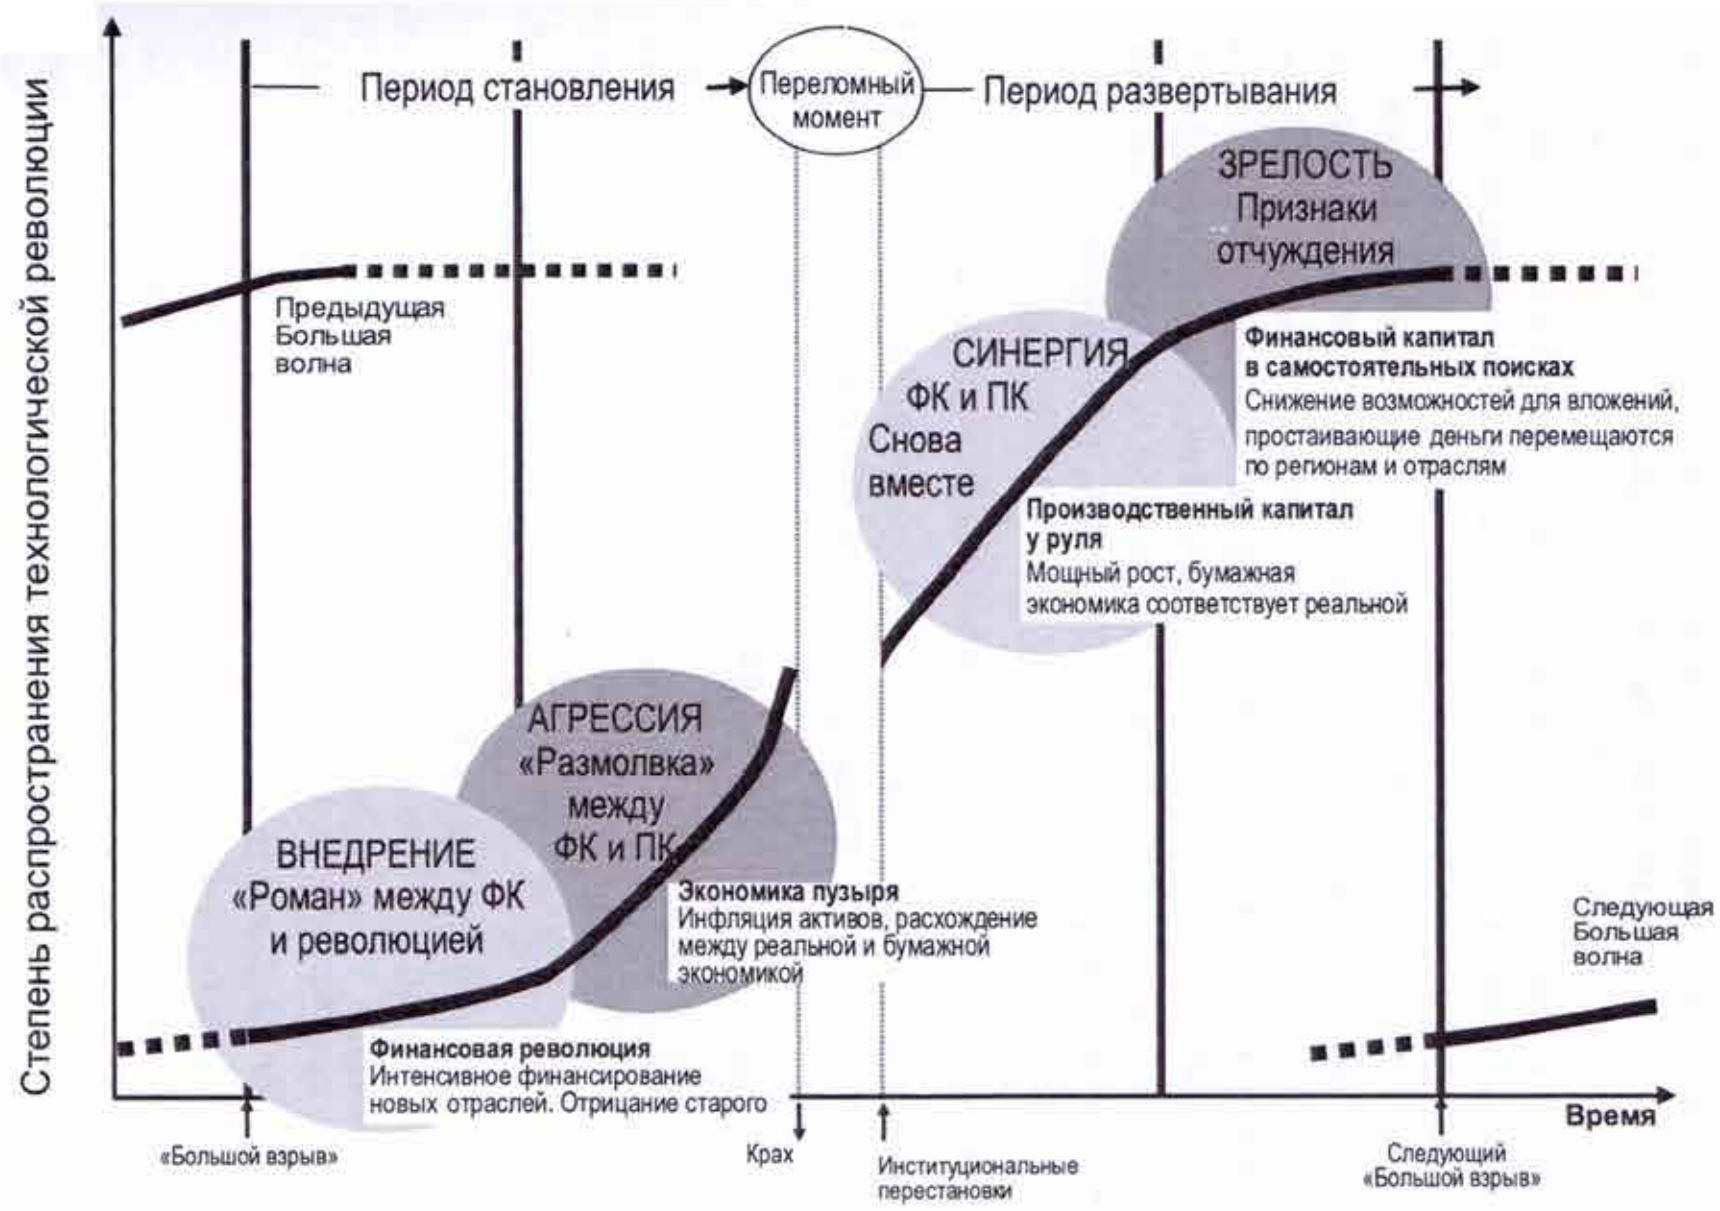 Степень распространения технологической революции
Период становления
Переломный
момент
Период развертывания
Предыдущая
Большая
волна
ЗРЕЛОСТЬ
Признаки
отчуждения
Финансовый капитал
в самостоятельных поисках
Снижение возможностей для вложений,
простаивающие деньги перемещаются
по регионам и отраслям
СИНЕРГИЯ
ФК и ПК
Снова
вместе
Производственный капитал
у руля
Мощный рост, бумажная
экономика соответствует реальной
АГРЕССИЯ
«Размолвка»
между
ФК и ПК
Экономика пузыря
Инфляция активов, расхождение
между реальной и бумажной
экономикой
ВНЕДРЕНИЕ
«Роман» между ФК
и революцией
Финансовая революция
Интенсивное финансирование
новых отраслей. Отрицание старого
Следующая
Большая
волна
Время
«Большой взрыв»
Крах
Институциональные
перестановки
Следующий
«Большой взрыв»